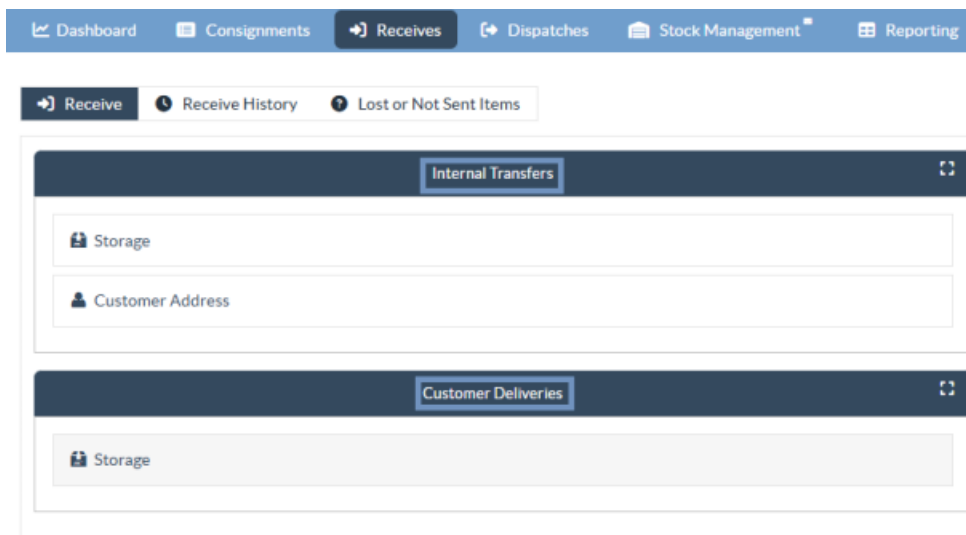 Dashboard Consignments Receives Dispatches Stock Management Reporting
Receive Receive History Lost or Not Sent Items
Internal Transfers
Storage
Customer Address
Customer Deliveries
Storage